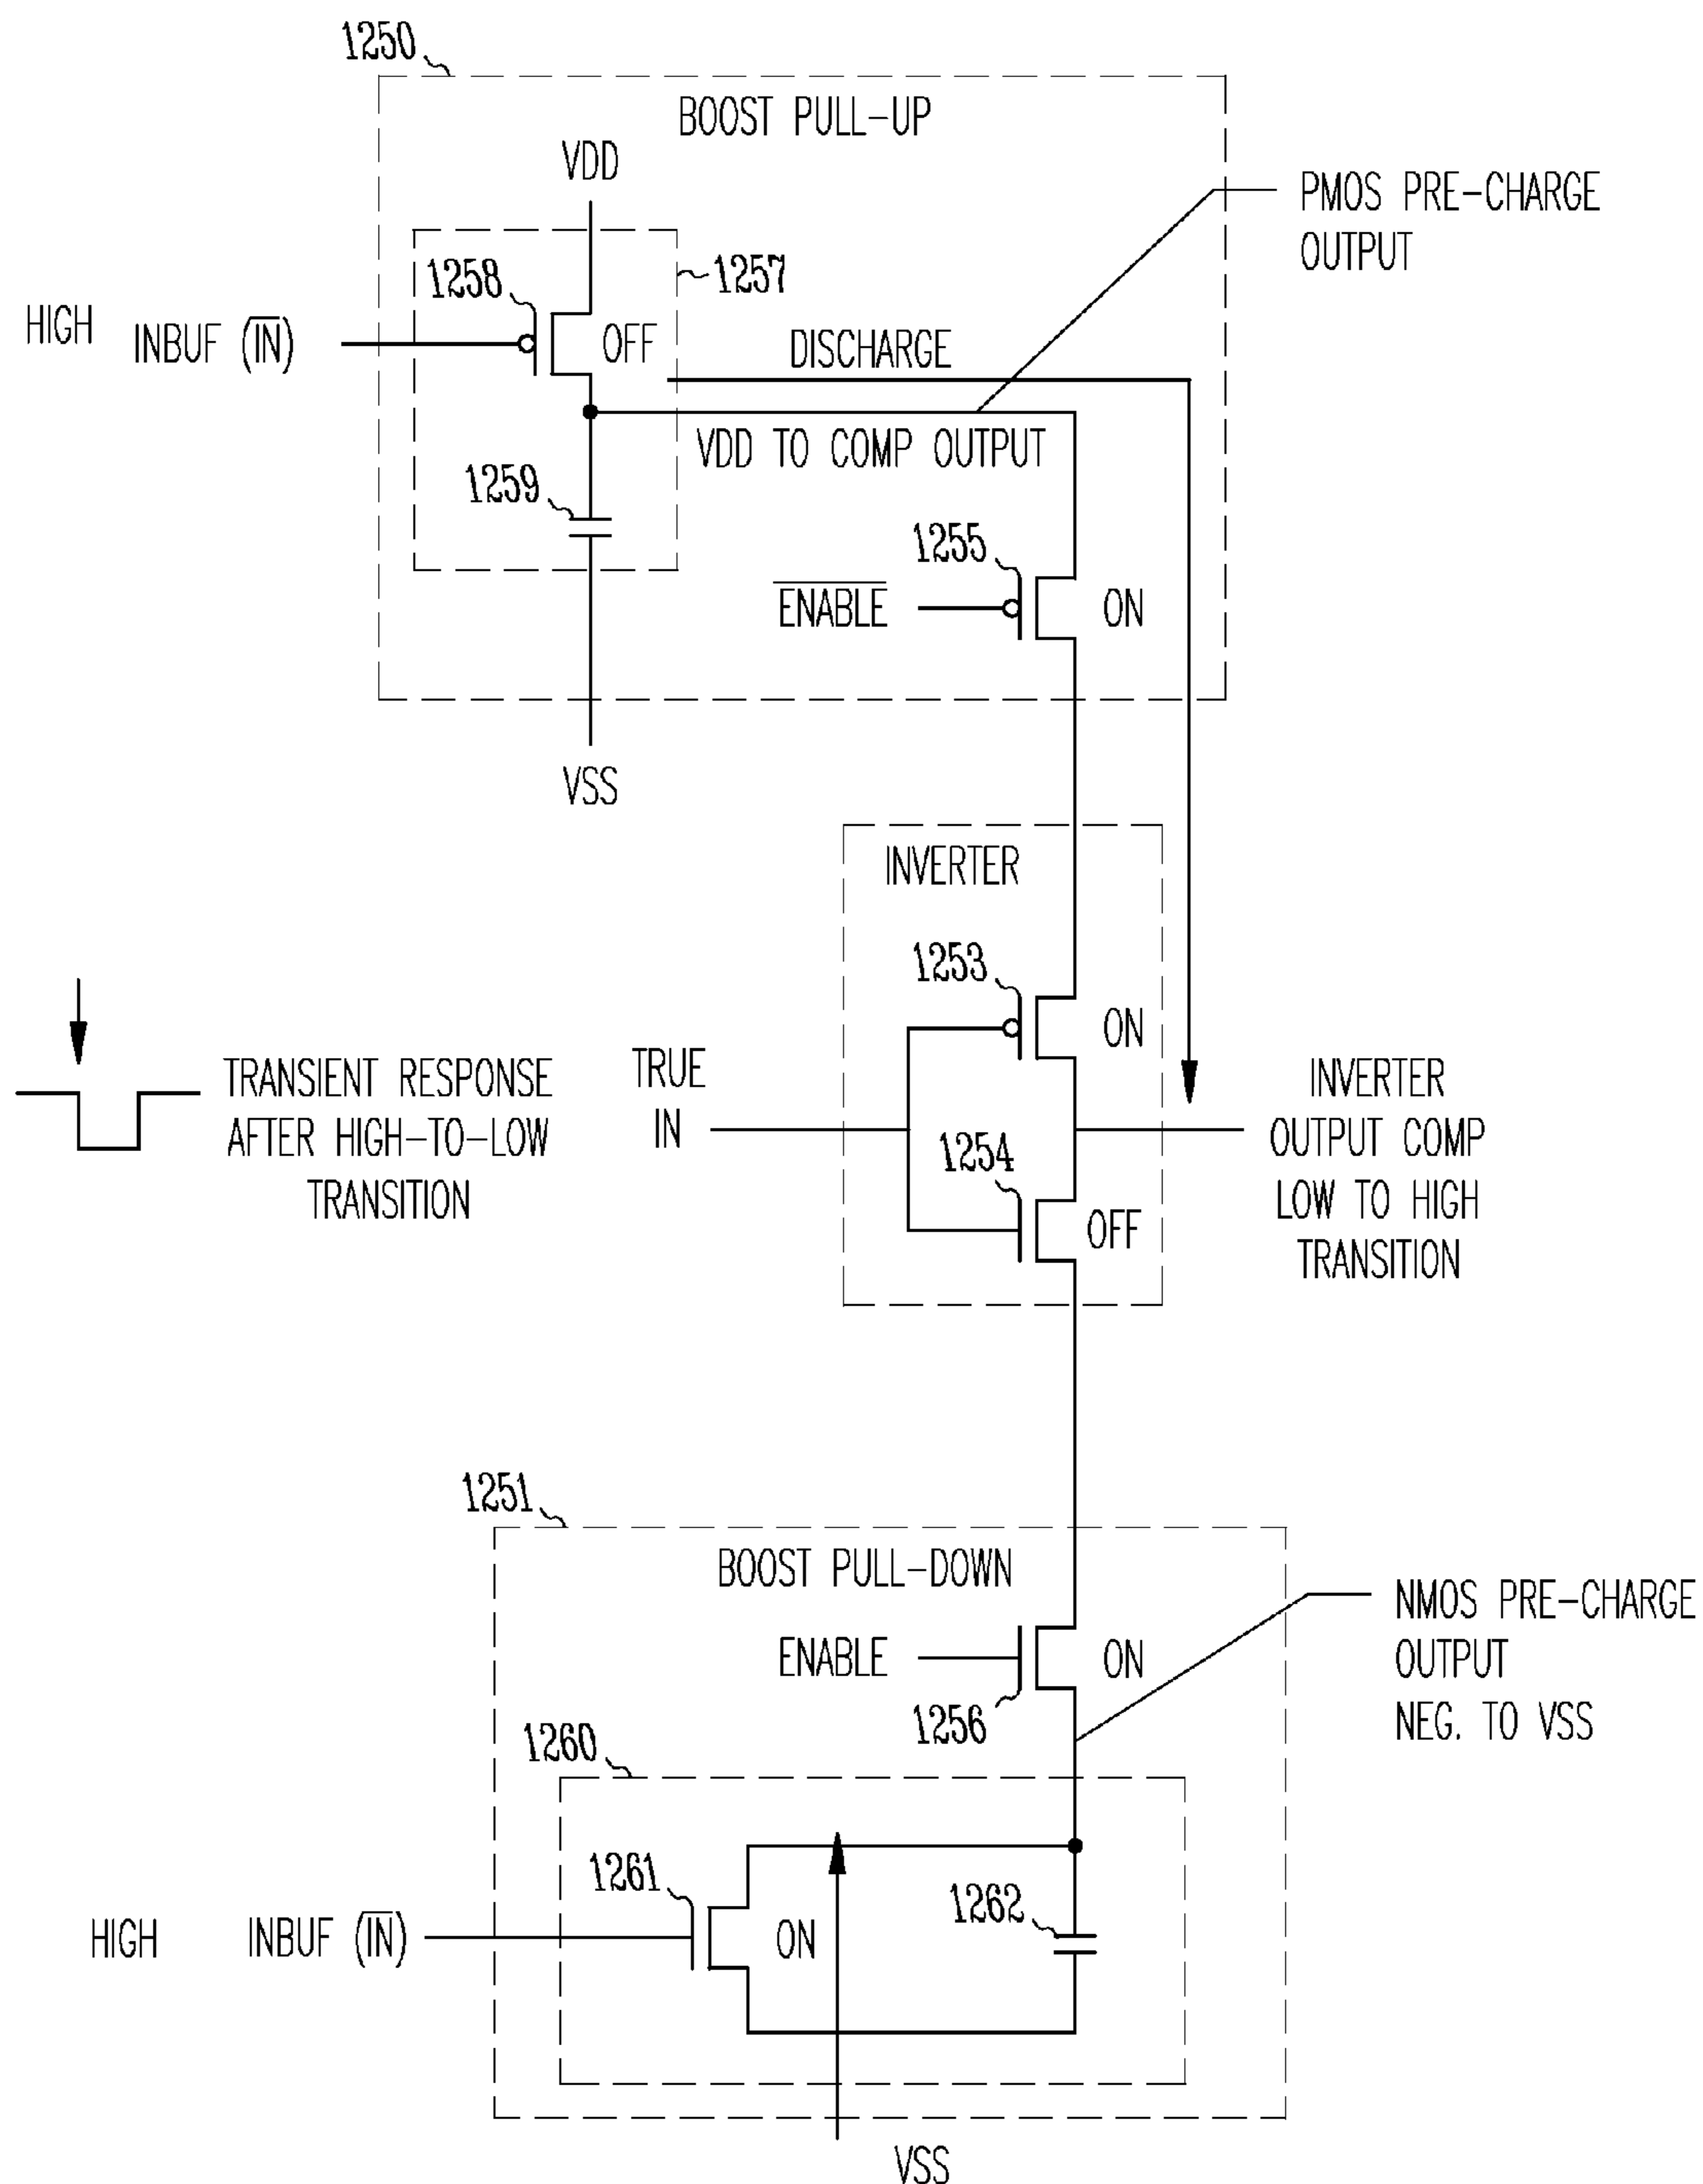 1250
BOOST PULL-UP
VDD
PMOS PRE-CHARGE
OUTPUT
1258
1257
HIGH
INBUF (IN)
OFF
DISCHARGE
VDD TO COMP OUTPUT
1259
1255
ENABLE
ON
VSS
INVERTER
1253
ON
TRANSIENT RESPONSE
AFTER HIGH-TO-LOW
TRANSITION
TRUE
IN
1254
OFF
INVERTER
OUTPUT COMP
LOW TO HIGH
TRANSITION
1251
BOOST PULL-DOWN
ENABLE
ON
1256
NMOS PRE-CHARGE
OUTPUT
NEG. TO VSS
1260
1261
1262
HIGH
INBUF (IN)
ON
VSS